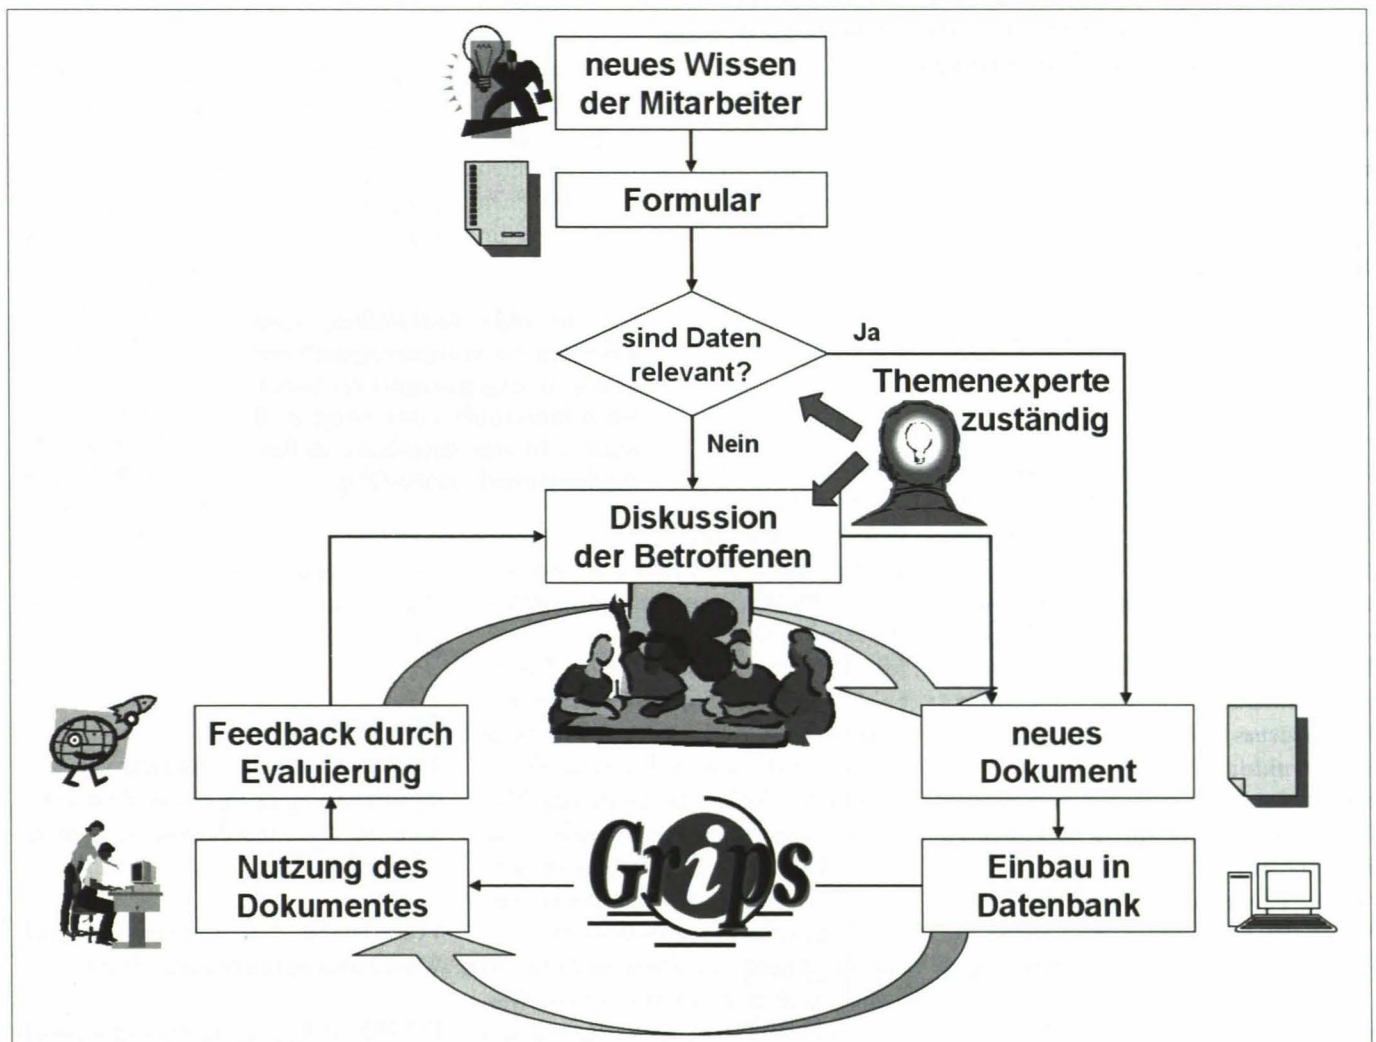 neues Wissen
der Mitarbeiter
Formular
sind Daten
relevant?
Ja
Themenexperte
zuständig
Nein
Diskussion
der Betroffenen
Feedback durch
Evaluierung
neues
Dokument
Nutzung des
Dokumentes
Grips
Einbau in
Datenbank